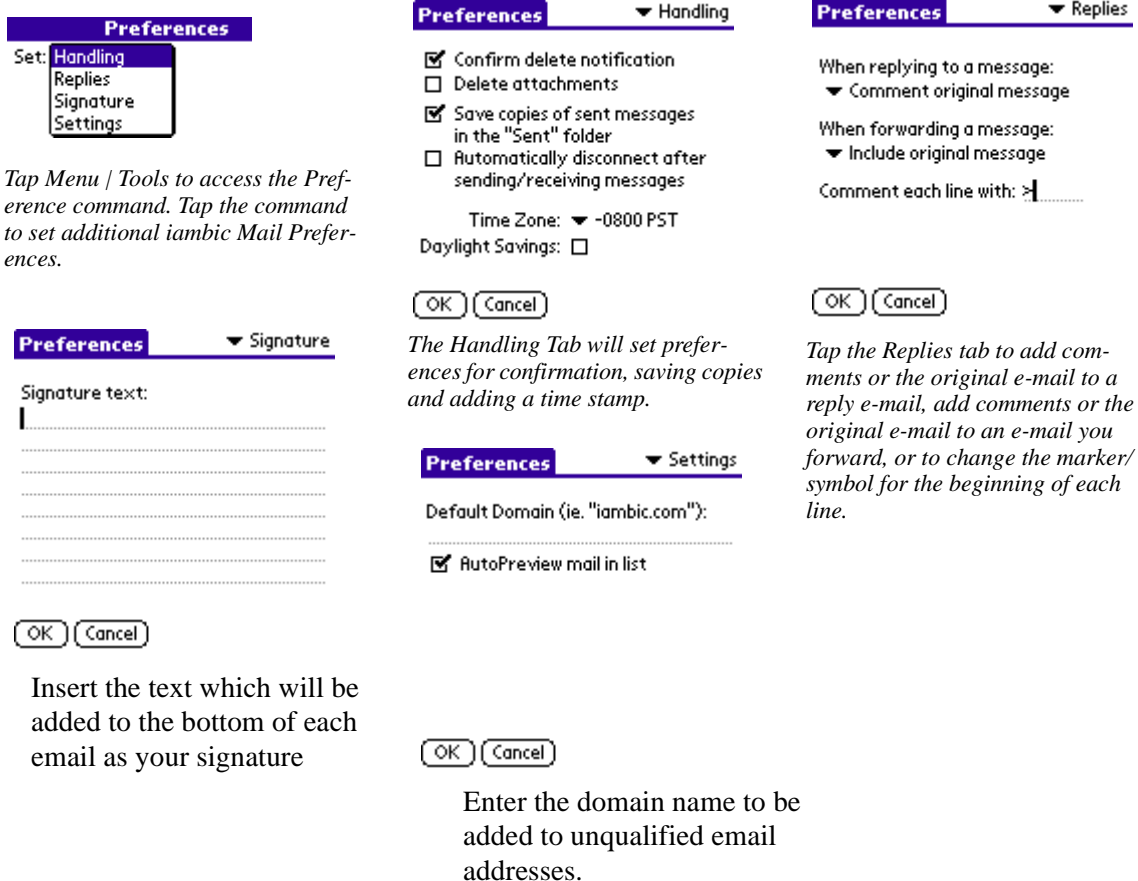 Preferences
Set: Handling
Replies
Signature
Settings
Tap Menu | Tools to access the Pref-
erence command. Tap the command
to set additional iambic Mail Prefer-
ences.
Preferences Signature
Signature text:
OK Cancel
Insert the text which will be
added to the bottom of each
email as your signature
Preferences Handling
Confirm delete notification
Delete attachments
Save copies of sent messages
in the "Sent" folder
Automatically disconnect after
sending/receiving messages
Time Zone: -0800 PST
Daylight Savings:
OK Cancel
The Handling Tab will set prefer-
ences for confirmation, saving copies
and adding a time stamp.
Preferences Settings
Default Domain (ie. "iambic.com"):
AutoPreview mail in list
OK Cancel
Enter the domain name to be
added to unqualified email
addresses.
Preferences Replies
When replying to a message:
Comment original message
When forwarding a message:
Include original message
Comment each line with: >
OK Cancel
Tap the Replies tab to add com-
ments or the original e-mail to a
reply e-mail, add comments or the
original e-mail to an e-mail you
forward, or to change the marker/
symbol for the beginning of each
line.